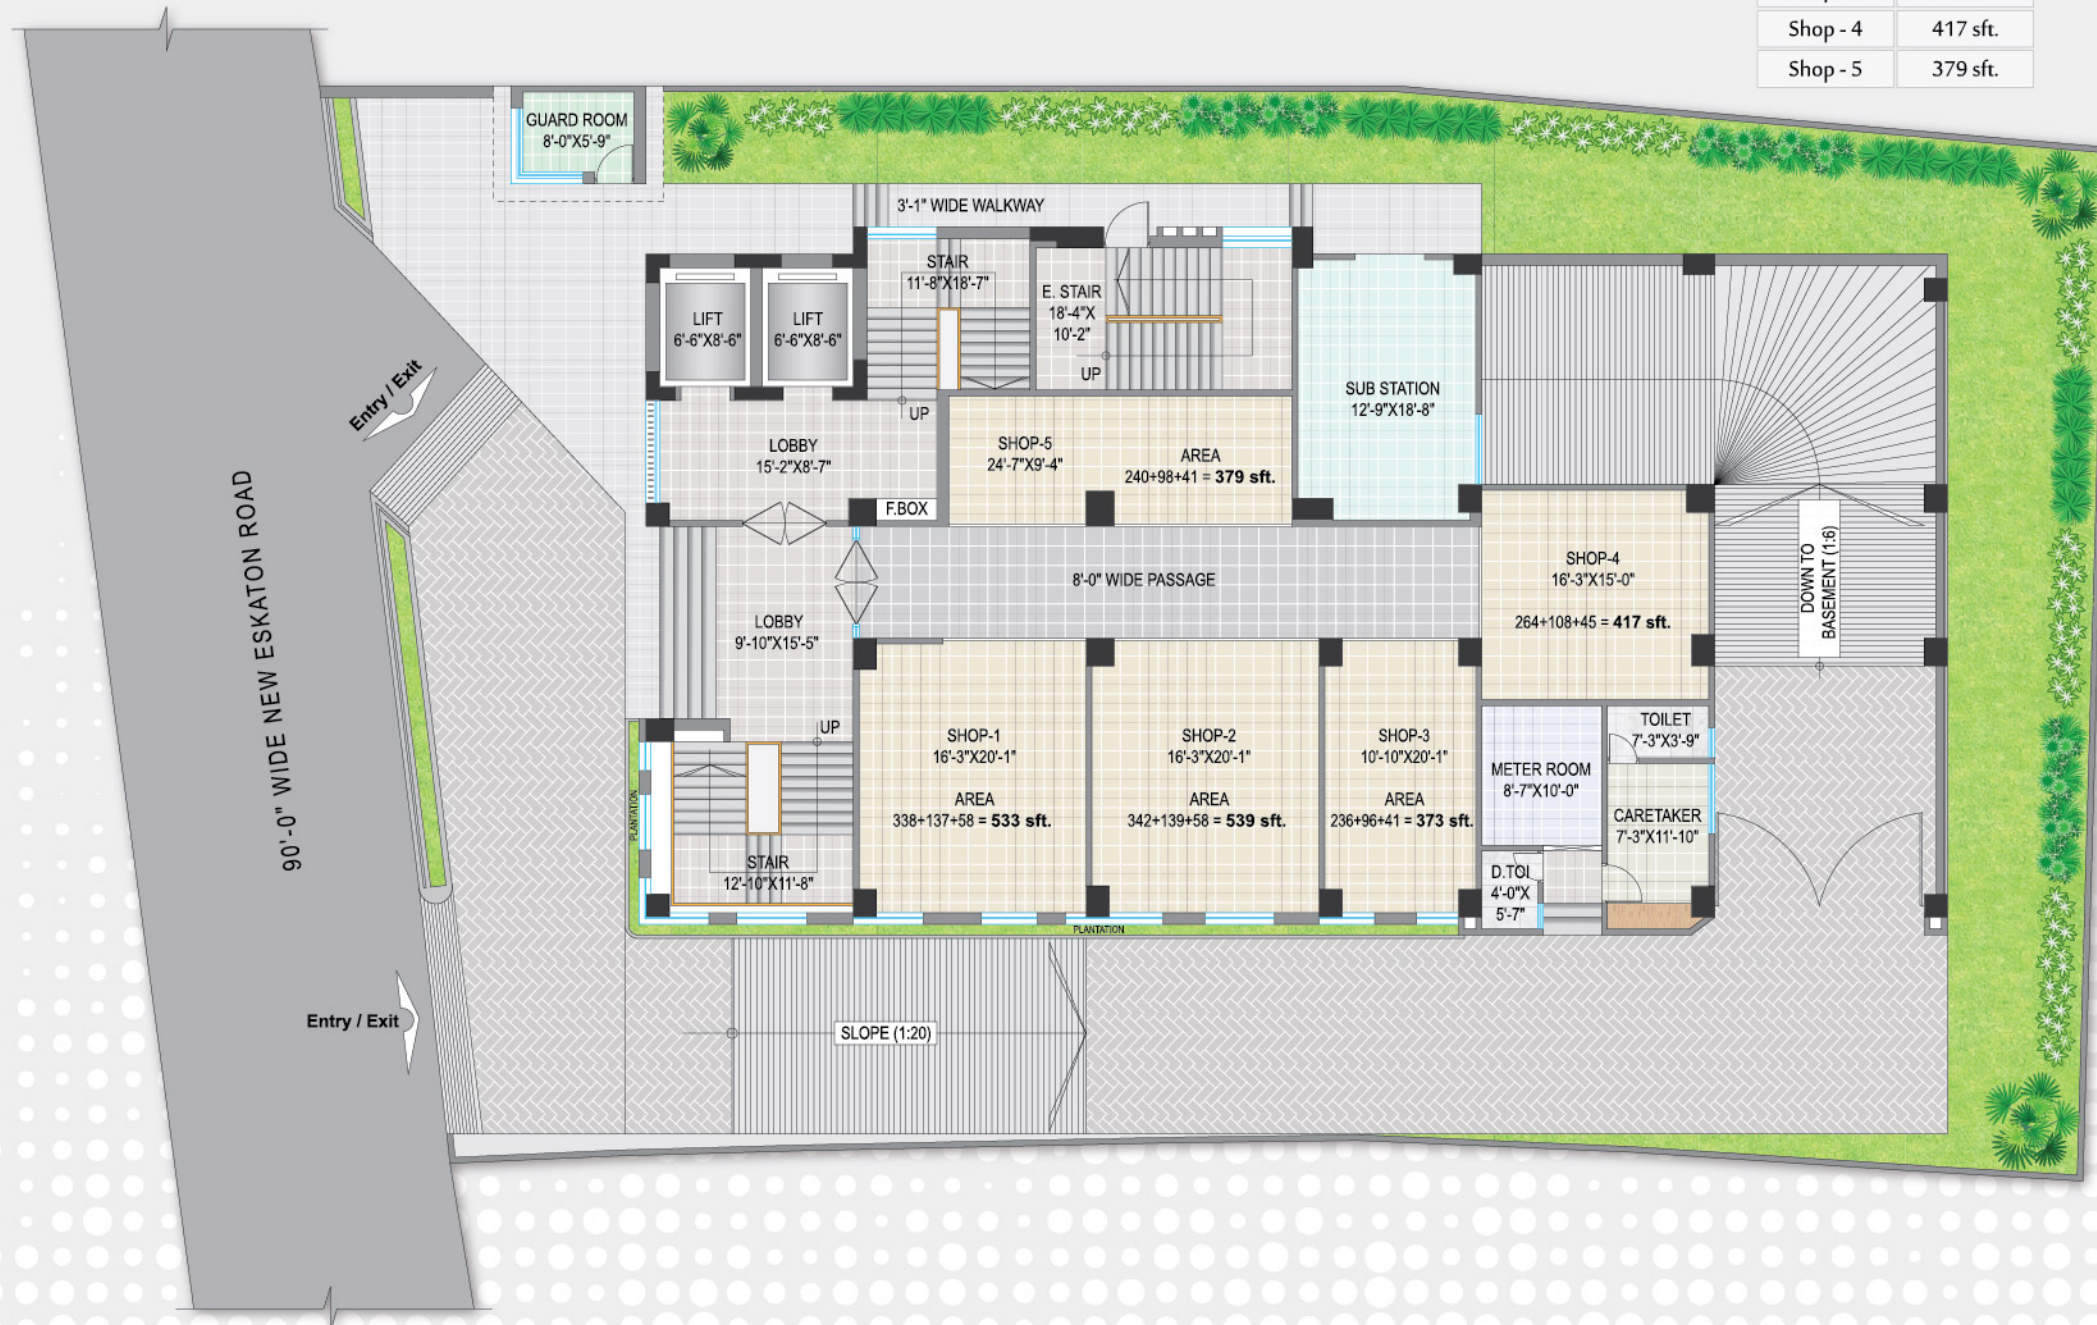 Shop - 4 417 sft.
Shop - 5 379 sft.
GUARD ROOM
8'-0"X5'-9"
3'-1" WIDE WALKWAY
STAIR
11'-8"X18'-7"
E. STAIR
18'-4"X
10'-2"
UP
LIFT
6'-6"X8'-6"
LIFT
6'-6"X8'-6"
UP
SUB STATION
12'-9"X18'-8"
Entry / Exit
LOBBY
15'-2"X8'-7"
SHOP-5
24'-7"X9'-4"
AREA
240+98+41 = 379 sft.
F.BOX
8'-0" WIDE PASSAGE
SHOP-4
16'-3"X15'-0"
264+108+45 = 417 sft.
DOWN TO
BASEMENT (1:6)
90'-0" WIDE NEW ESKATON ROAD
LOBBY
9'-10"X15'-5"
UP
SHOP-1
16'-3"X20'-1"
AREA
338+137+58 = 533 sft.
SHOP-2
16'-3"X20'-1"
AREA
342+139+58 = 539 sft.
SHOP-3
10'-10"X20'-1"
AREA
236+96+41 = 373 sft.
TOILET
7'-3"X3'-9"
METER ROOM
8'-7"X10'-0"
CARETAKER
7'-3"X11'-10"
D.TOI
4'-0"X
5'-7"
PLANTATION
STAIR
12'-10"X11'-8"
PLANTATION
Entry / Exit
SLOPE (1:20)